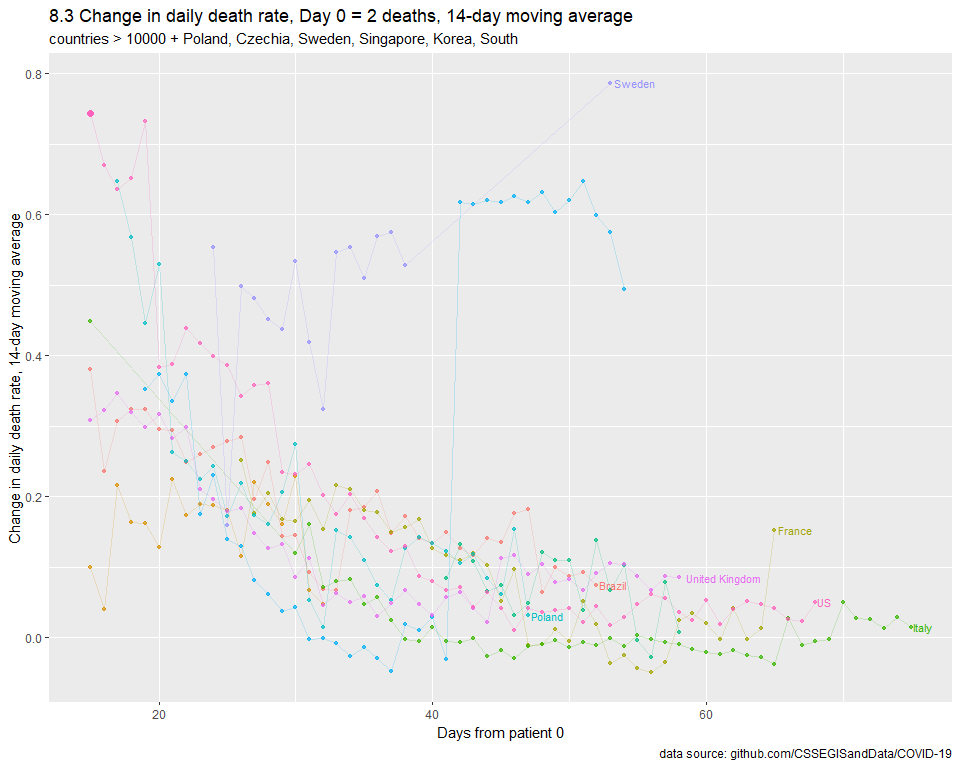 8.3 Change in daily death rate, Day 0 = 2 deaths, 14-day moving average
countries > 10000 + Poland, Czechia, Sweden, Singapore, Korea, South
Change in daily death rate, 14-day moving average
0.8
0.6
0.4
0.2
0.0
Sweden
France
United Kingdom
Brazil
US
Poland
Italy
20
40
60
Days from patient 0
data source: github.com/CSSEGISandData/COVID-19